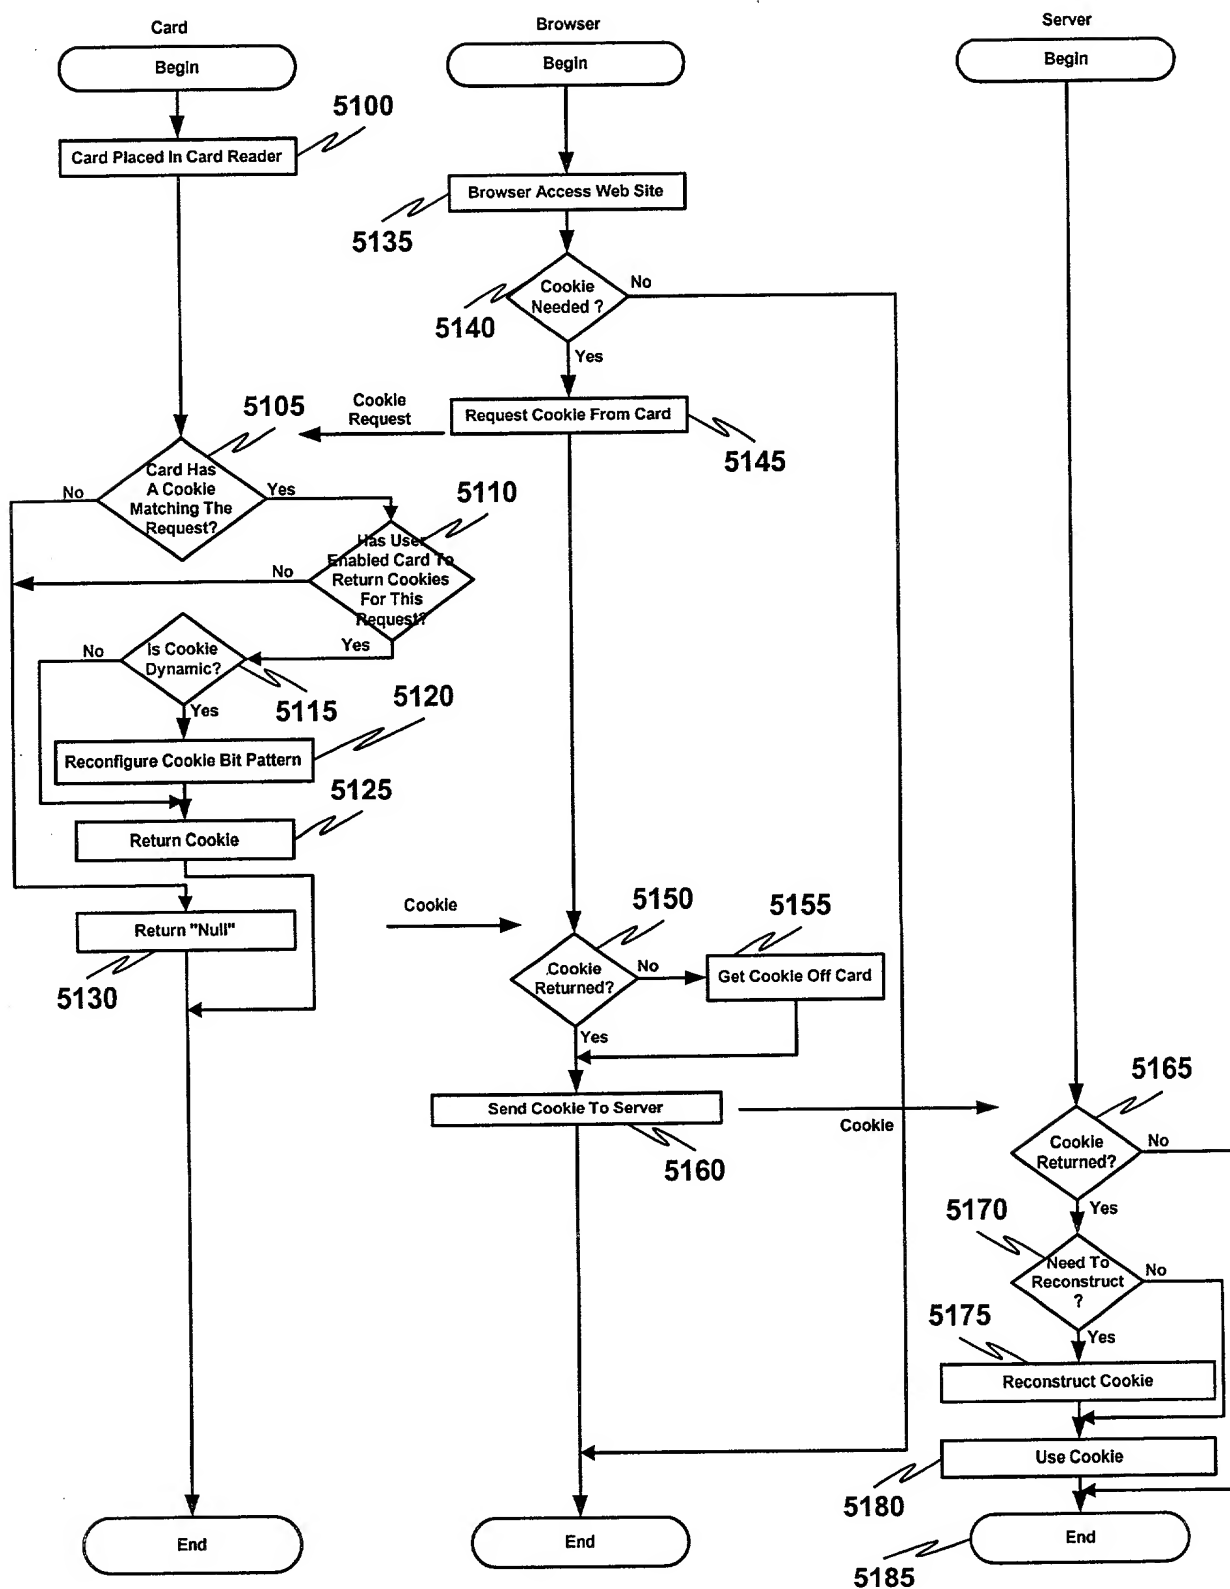 Card
Begin
5100
Card Placed In Card Reader
5105
Card Has
A Cookie
Matching The
Request?
No
Yes
5110
Has User
Enabled Card To
Return Cookies
For This
Request?
No
Yes
Is Cookie
Dynamic?
No
5115
Yes
5120
Reconfigure Cookie Bit Pattern
5125
Return Cookie
Return "Null"
5130
End
Browser
Begin
Browser Access Web Site
5135
Cookie
Needed ?
No
5140
Yes
Cookie
Request
Request Cookie From Card
5145
Cookie
5150
Cookie
Returned?
No
5155
Get Cookie Off Card
Yes
Send Cookie To Server
5160
Cookie
End
Server
Begin
5165
Cookie
Returned?
No
Yes
5170
Need To
Reconstruct
?
No
5175
Yes
Reconstruct Cookie
Use Cookie
5180
End
5185